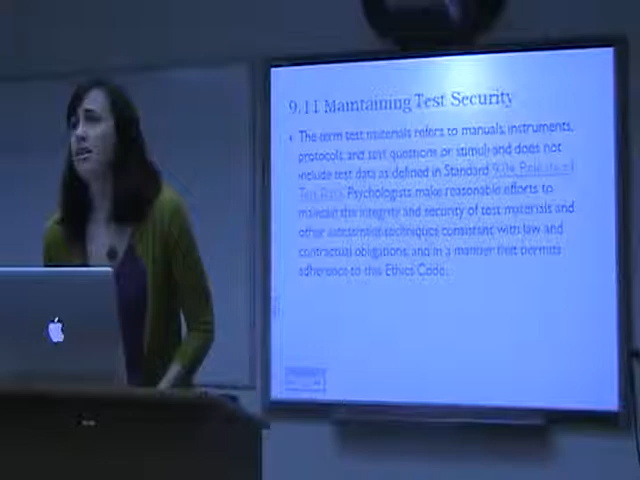 9.11 Maintaining Test Security
• The term test materials refers to manuals, instruments,
protocols, and test questions or stimuli and does not
include test data as defined in Standard 9.04 Release of
Test Data. Psychologists make reasonable efforts to
maintain the integrity and security of test materials and
other assessment techniques consistent with law and
contractual obligations, and in a manner that permits
adherence to this Ethics Code.